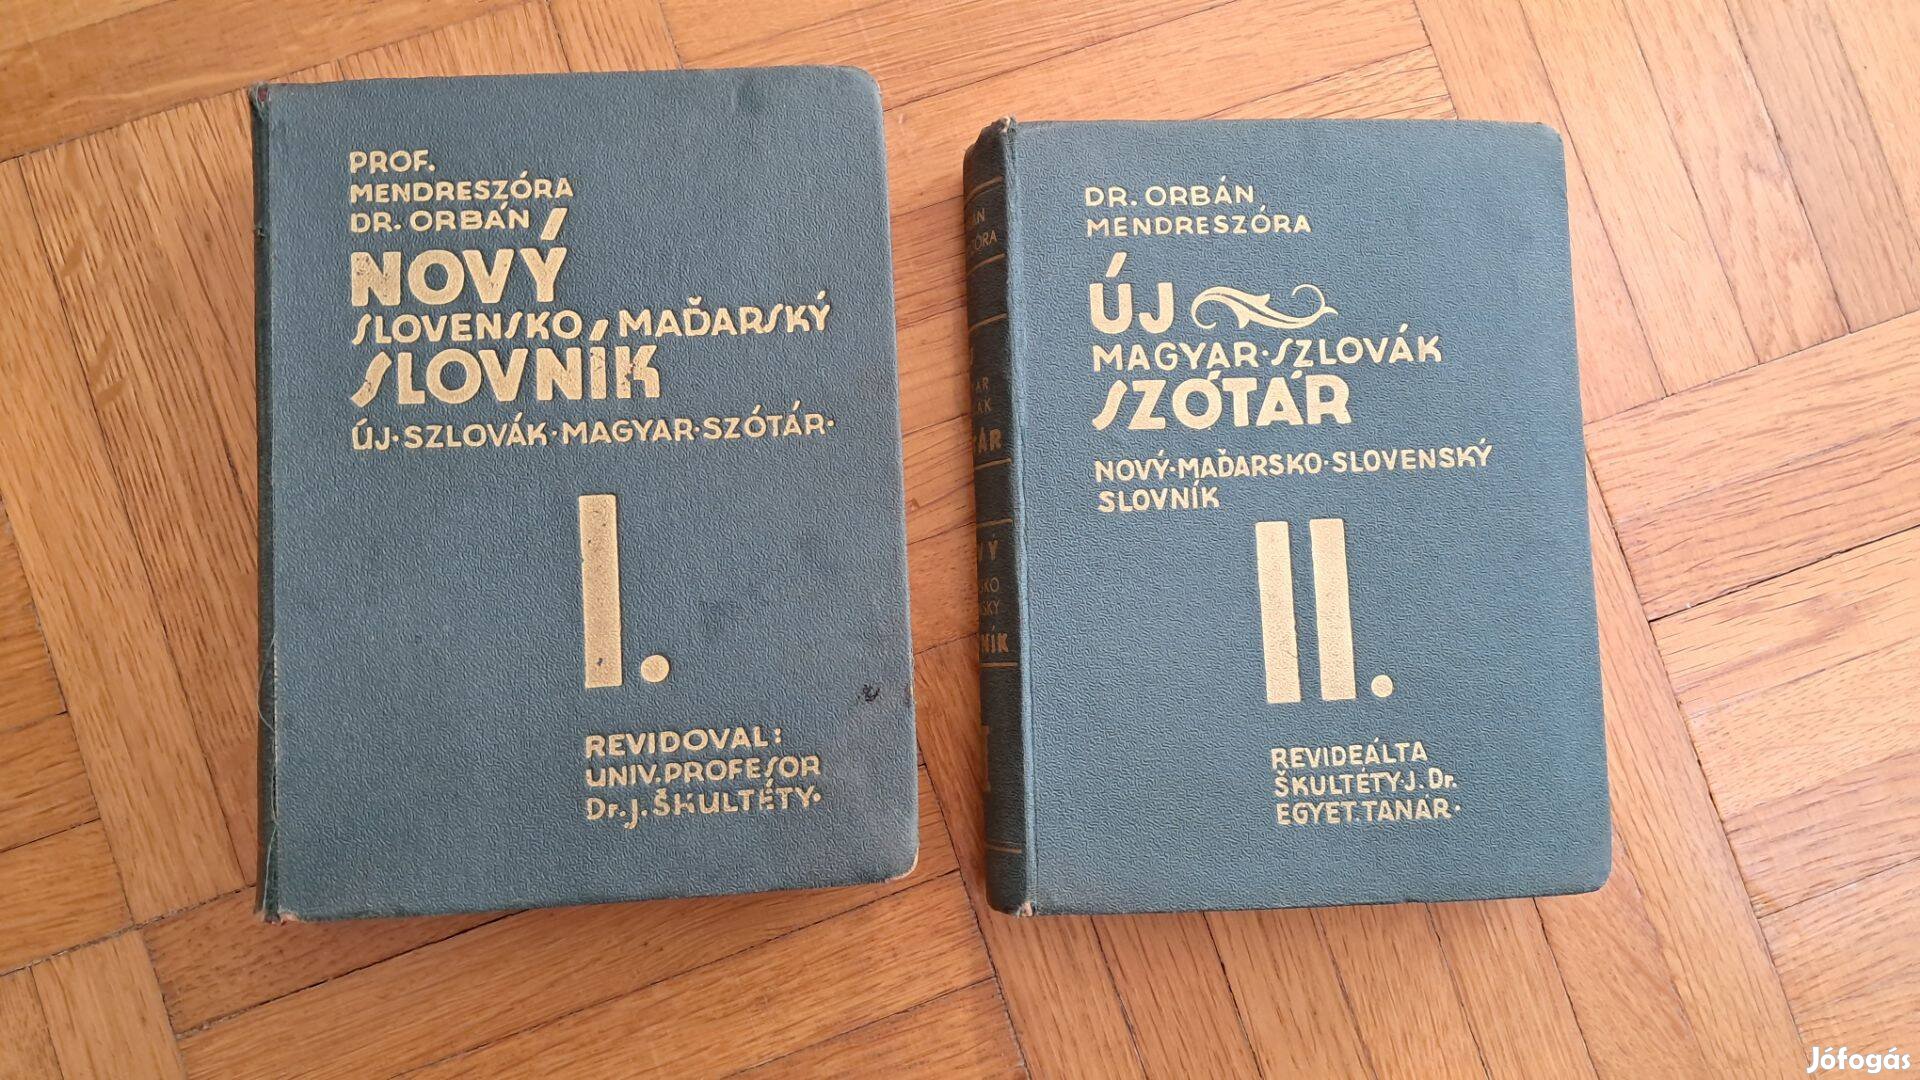 PROF.
MENDRESZÓRA
DR. ORBÁN
NOVÝ
SLOVENSKO MAĎARSKÝ
SLOVNÍK
ÚJ·SZLOVÁK·MAGYAR·SZÓTÁR·
I.
REVIDOVAL:
UNIV. PROFESOR
Dr. J. ŠKULTÉTY·
DR. ORBÁN
MENDRESZÓRA
ÚJ
MAGYAR·SZLOVÁK
SZÓTÁR
NOVÝ·MAĎARSKO·SLOVENSKÝ
SLOVNÍK
II.
REVIDEÁLTA
ŠKULTÉTY·J. Dr.
EGYET. TANÁR·
Jófogás